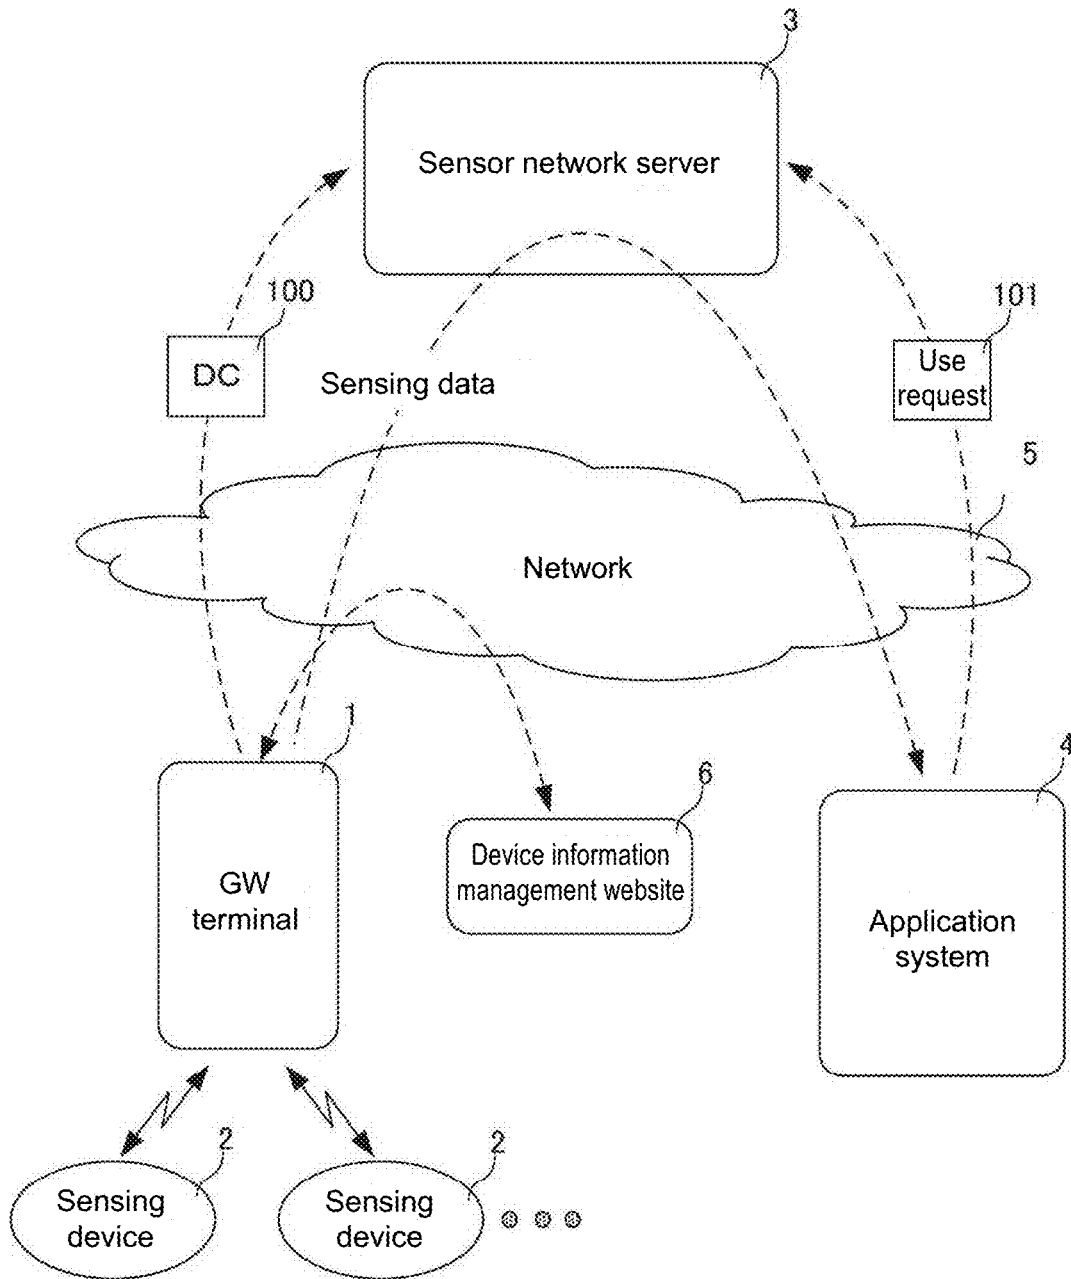 3
Sensor network server
100
101
DC
Use
request
Sensing data
5
Network
1
6
4
GW
terminal
Device information
management website
Application
system
2
2
Sensing
device
Sensing
device